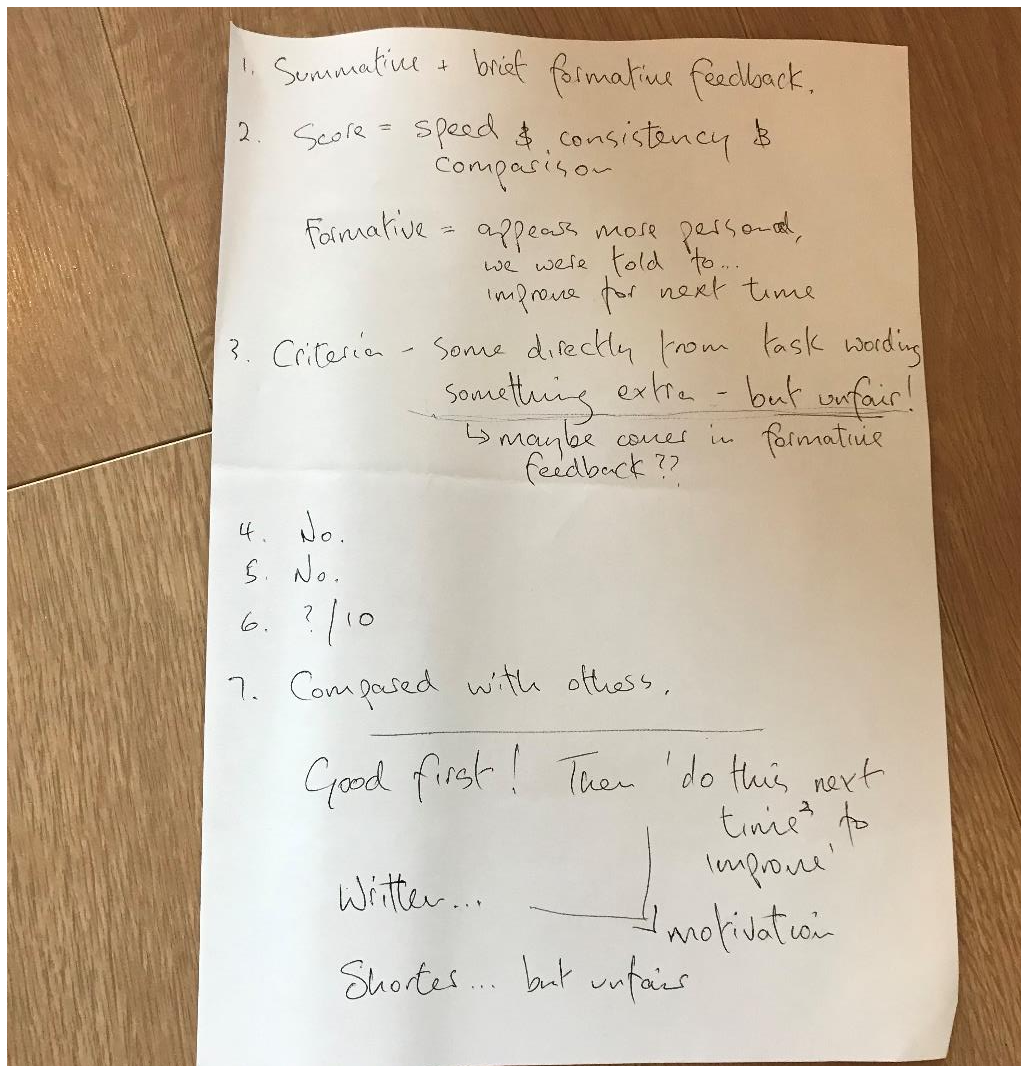 1. Summative + brief formative feedback.
2. Score = speed & consistency &
comparison
Formative = appears more personal,
we were told to...
improve for next time
3. Criteria - Some directly from task wording
something extra - but unfair!
↳ maybe cover in formative
feedback??
4. No.
5. No.
6. ?/10
7. Compared with others.
Good first! Then 'do this next
time to
improve'
Written...
motivation
Shorter... but unfair